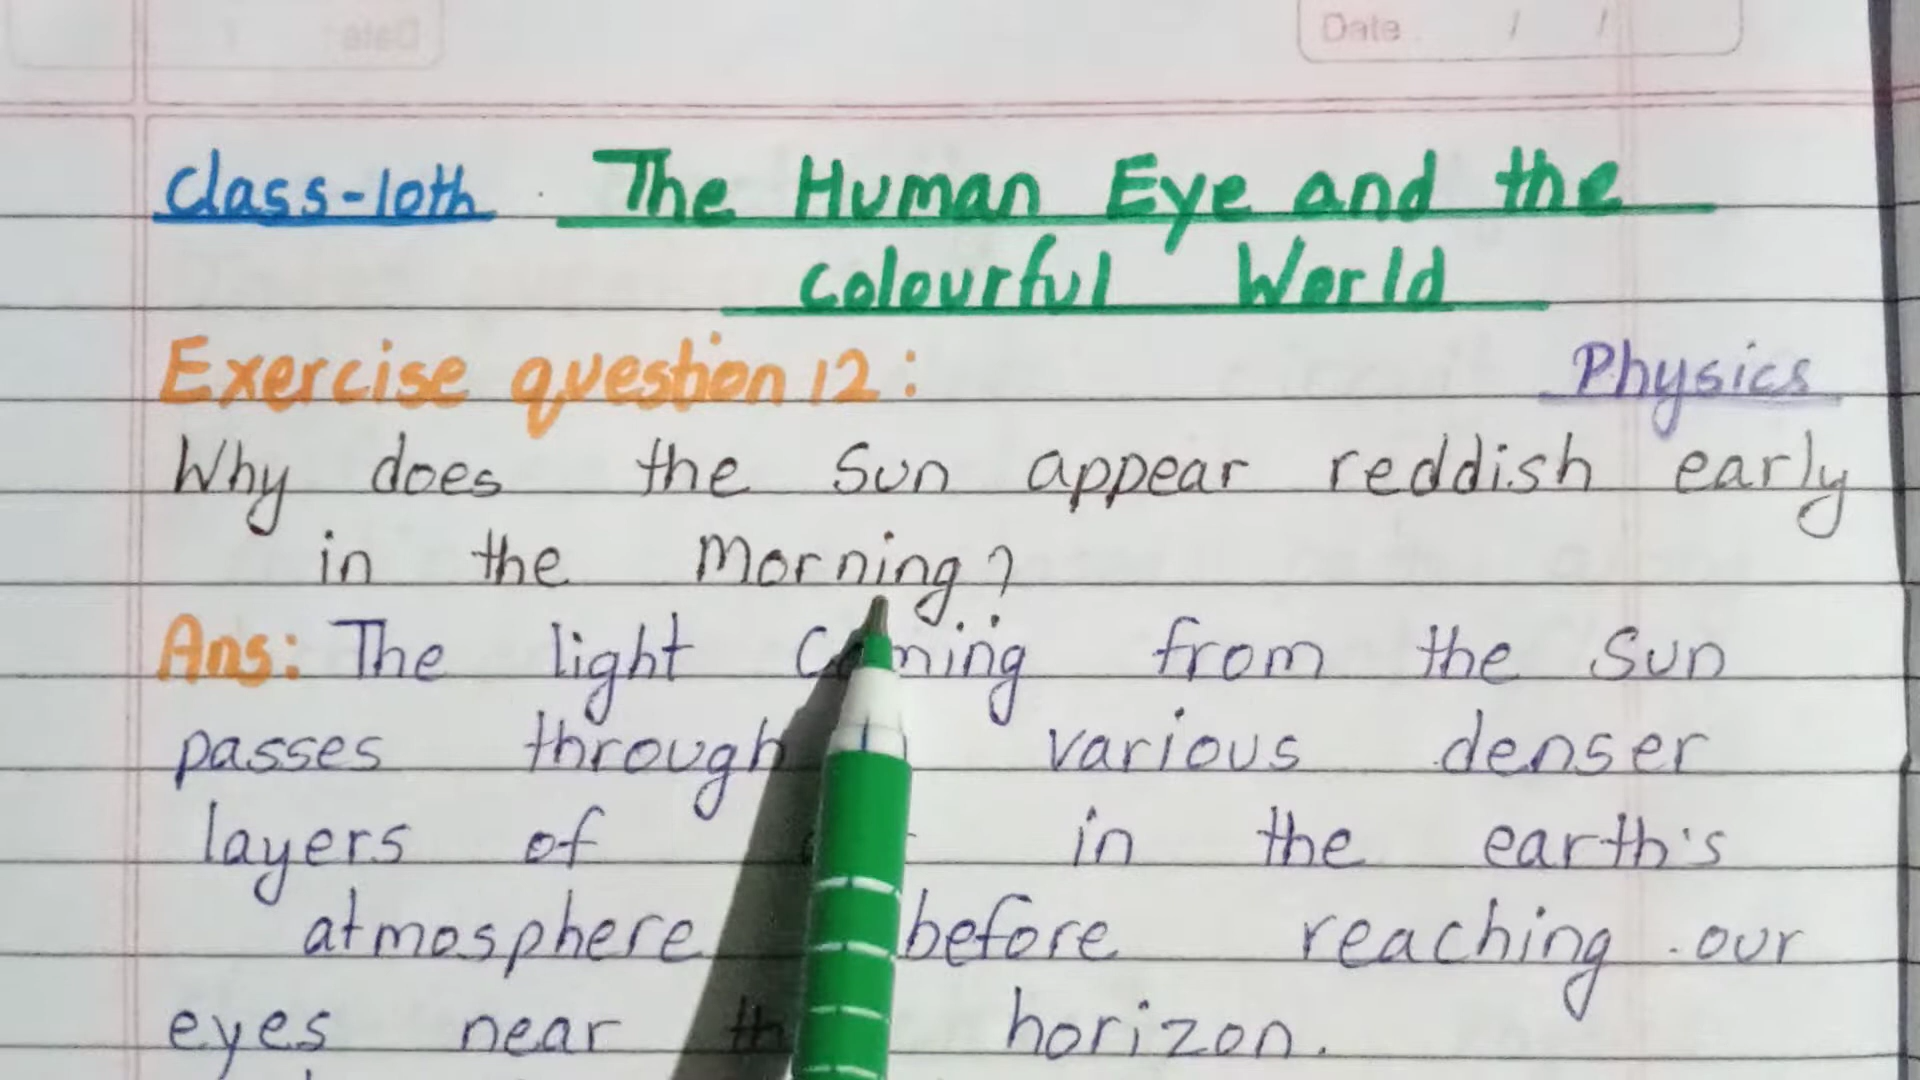 Date / /
Class-10th The Human Eye and the
Colourful World
Exercise question 12:
Physics
Why does the Sun appear reddish early
in the Morning?
Ans: The light coming from the Sun
passes through various denser
layers of in the earth's
atmosphere before reaching our
eyes near the horizon.